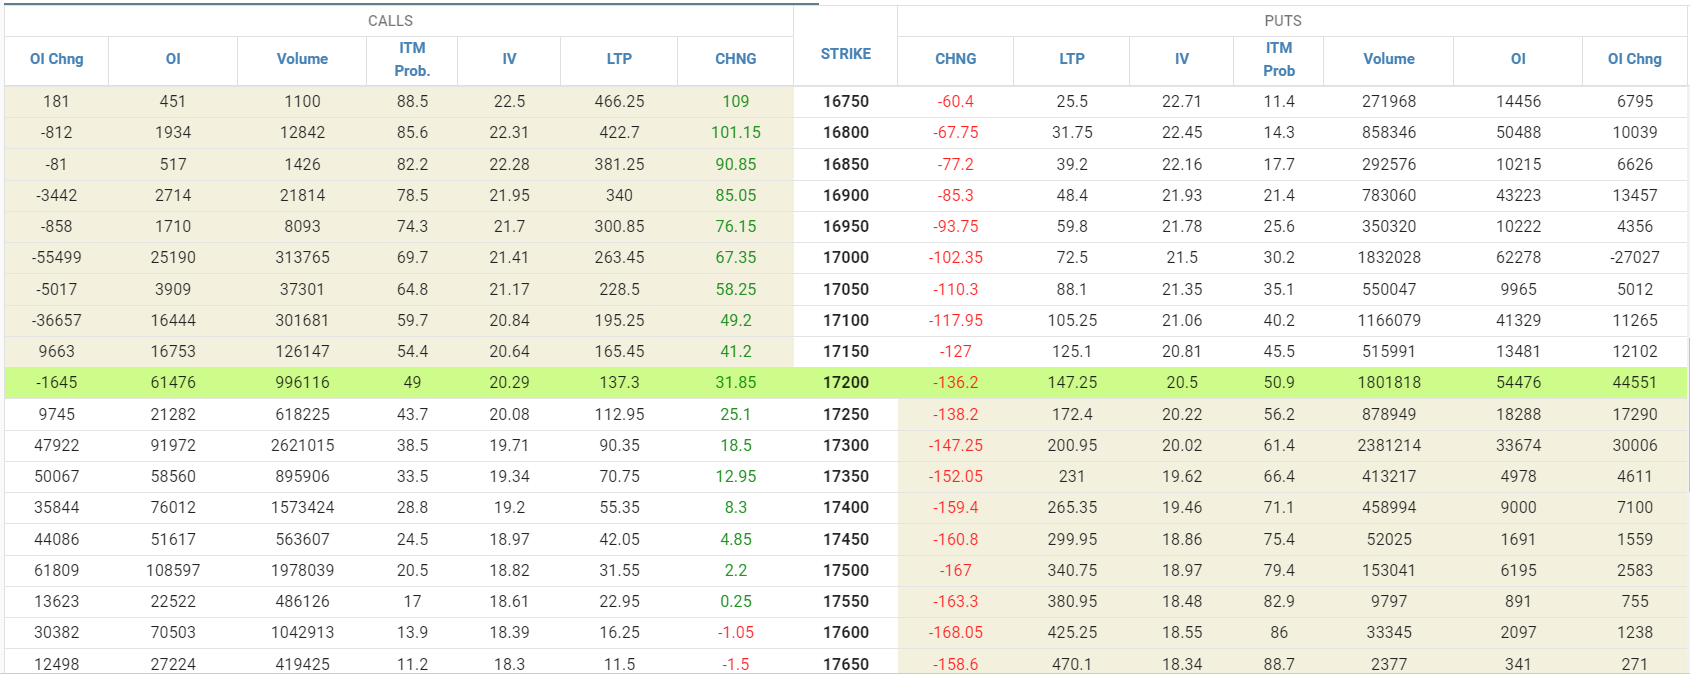 CALLS PUTS
OI Chng OI Volume ITM Prob. IV LTP CHNG STRIKE CHNG LTP IV ITM Prob Volume OI OI Chng
181 451 1100 88.5 22.5 466.25 109 16750 -60.4 25.5 22.71 11.4 271968 14456 6795
-812 1934 12842 85.6 22.31 422.7 101.15 16800 -67.75 31.75 22.45 14.3 858346 50488 10039
-81 517 1426 82.2 22.28 381.25 90.85 16850 -77.2 39.2 22.16 17.7 292576 10215 6626
-3442 2714 21814 78.5 21.95 340 85.05 16900 -85.3 48.4 21.93 21.4 783060 43223 13457
-858 1710 8093 74.3 21.7 300.85 76.15 16950 -93.75 59.8 21.78 25.6 350320 10222 4356
-55499 25190 313765 69.7 21.41 263.45 67.35 17000 -102.35 72.5 21.5 30.2 1832028 62278 -27027
-5017 3909 37301 64.8 21.17 228.5 58.25 17050 -110.3 88.1 21.35 35.1 550047 9965 5012
-36657 16444 301681 59.7 20.84 195.25 49.2 17100 -117.95 105.25 21.06 40.2 1166079 41329 11265
9663 16753 126147 54.4 20.64 165.45 41.2 17150 -127 125.1 20.81 45.5 515991 13481 12102
-1645 61476 996116 49 20.29 137.3 31.85 17200 -136.2 147.25 20.5 50.9 1801818 54476 44551
9745 21282 618225 43.7 20.08 112.95 25.1 17250 -138.2 172.4 20.22 56.2 878949 18288 17290
47922 91972 2621015 38.5 19.71 90.35 18.5 17300 -147.25 200.95 20.02 61.4 2381214 33674 30006
50067 58560 895906 33.5 19.34 70.75 12.95 17350 -152.05 231 19.62 66.4 413217 4978 4611
35844 76012 1573424 28.8 19.2 55.35 8.3 17400 -159.4 265.35 19.46 71.1 458994 9000 7100
44086 51617 563607 24.5 18.97 42.05 4.85 17450 -160.8 299.95 18.86 75.4 52025 1691 1559
61809 108597 1978039 20.5 18.82 31.55 2.2 17500 -167 340.75 18.97 79.4 153041 6195 2583
13623 22522 486126 17 18.61 22.95 0.25 17550 -163.3 380.95 18.48 82.9 9797 891 755
30382 70503 1042913 13.9 18.39 16.25 -1.05 17600 -168.05 425.25 18.55 86 33345 2097 1238
12498 27224 419425 11.2 18.3 11.5 -1.5 17650 -158.6 470.1 18.34 88.7 2377 341 271